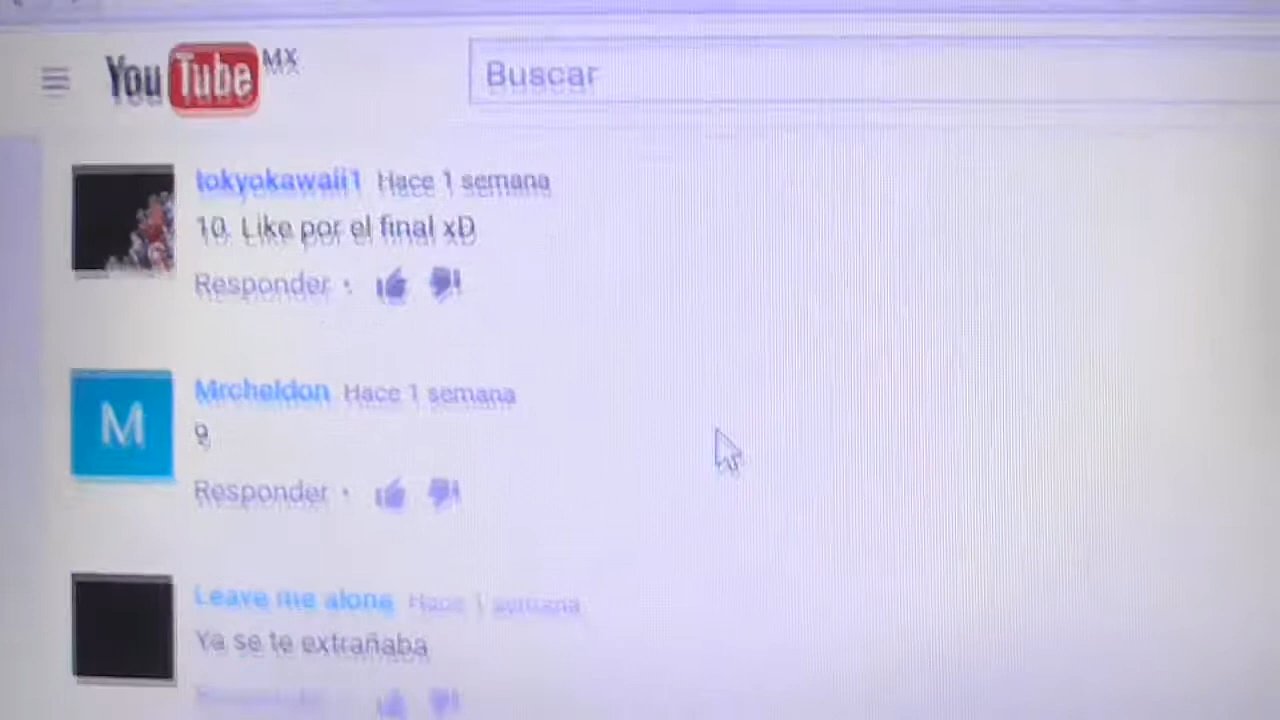 YouTube MX
Buscar
tokyokawaii1 Hace 1 semana
10. Like por el final xD
Responder •
M
Mrcheldon Hace 1 semana
9
Responder •
Leave me alone Hace 1 semana
Ya se te extrañaba
Responder